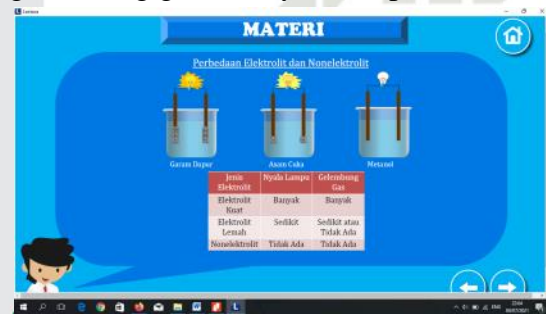 MATERI
Perbedaan Elektrolit dan Nonelektrolit
Garam Dapur
Asam Cuka
Metanol
Jenis Elektrolit
Nyala Lampu
Gelembung Gas
Elektrolit Kuat
Banyak
Banyak
Elektrolit Lemah
Sedikit
Sedikit atau Tidak Ada
Nonelektrolit
Tidak Ada
Tidak Ada